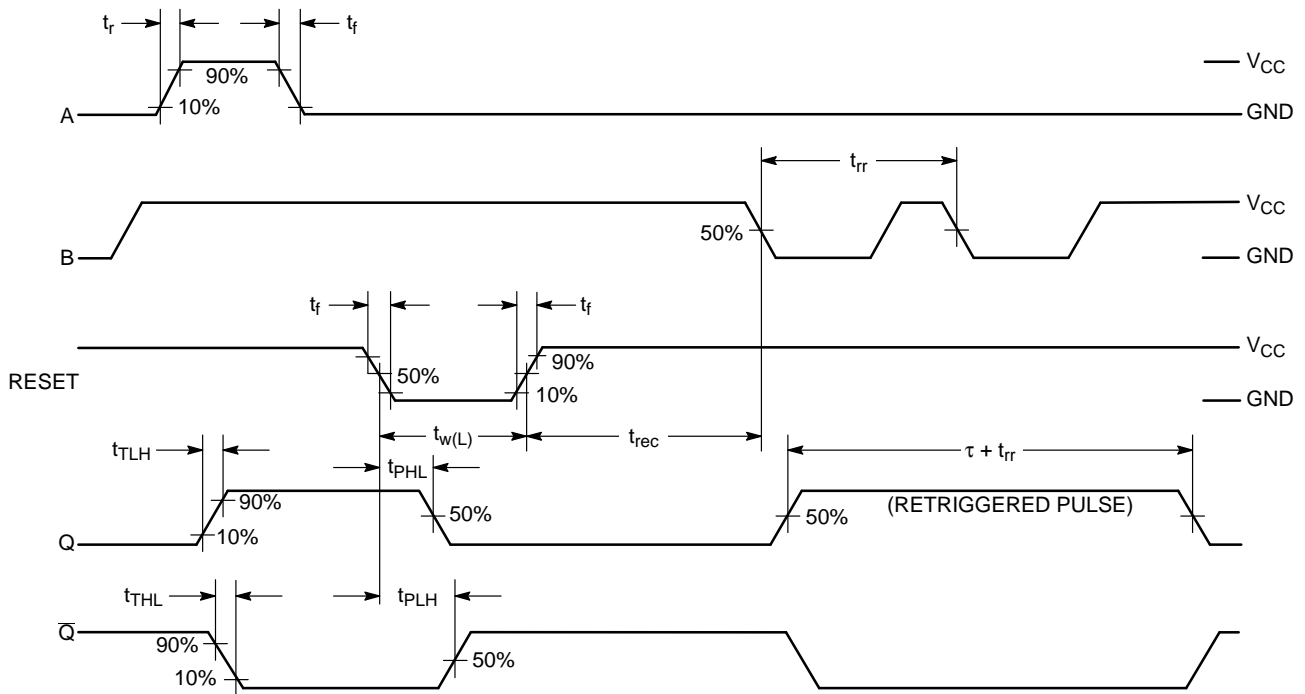 tr tf
VCC
90%
10%
A GND
trr
VCC
50%
B GND
tf tf
VCC
90%
50%
RESET 10%
GND
tw(L) trec
tTLH τ + trr
tPHL
90% (RETRIGGERED PULSE)
50% 50%
10%
Q
tTHL tPLH
Q̅
90%
50%
10%